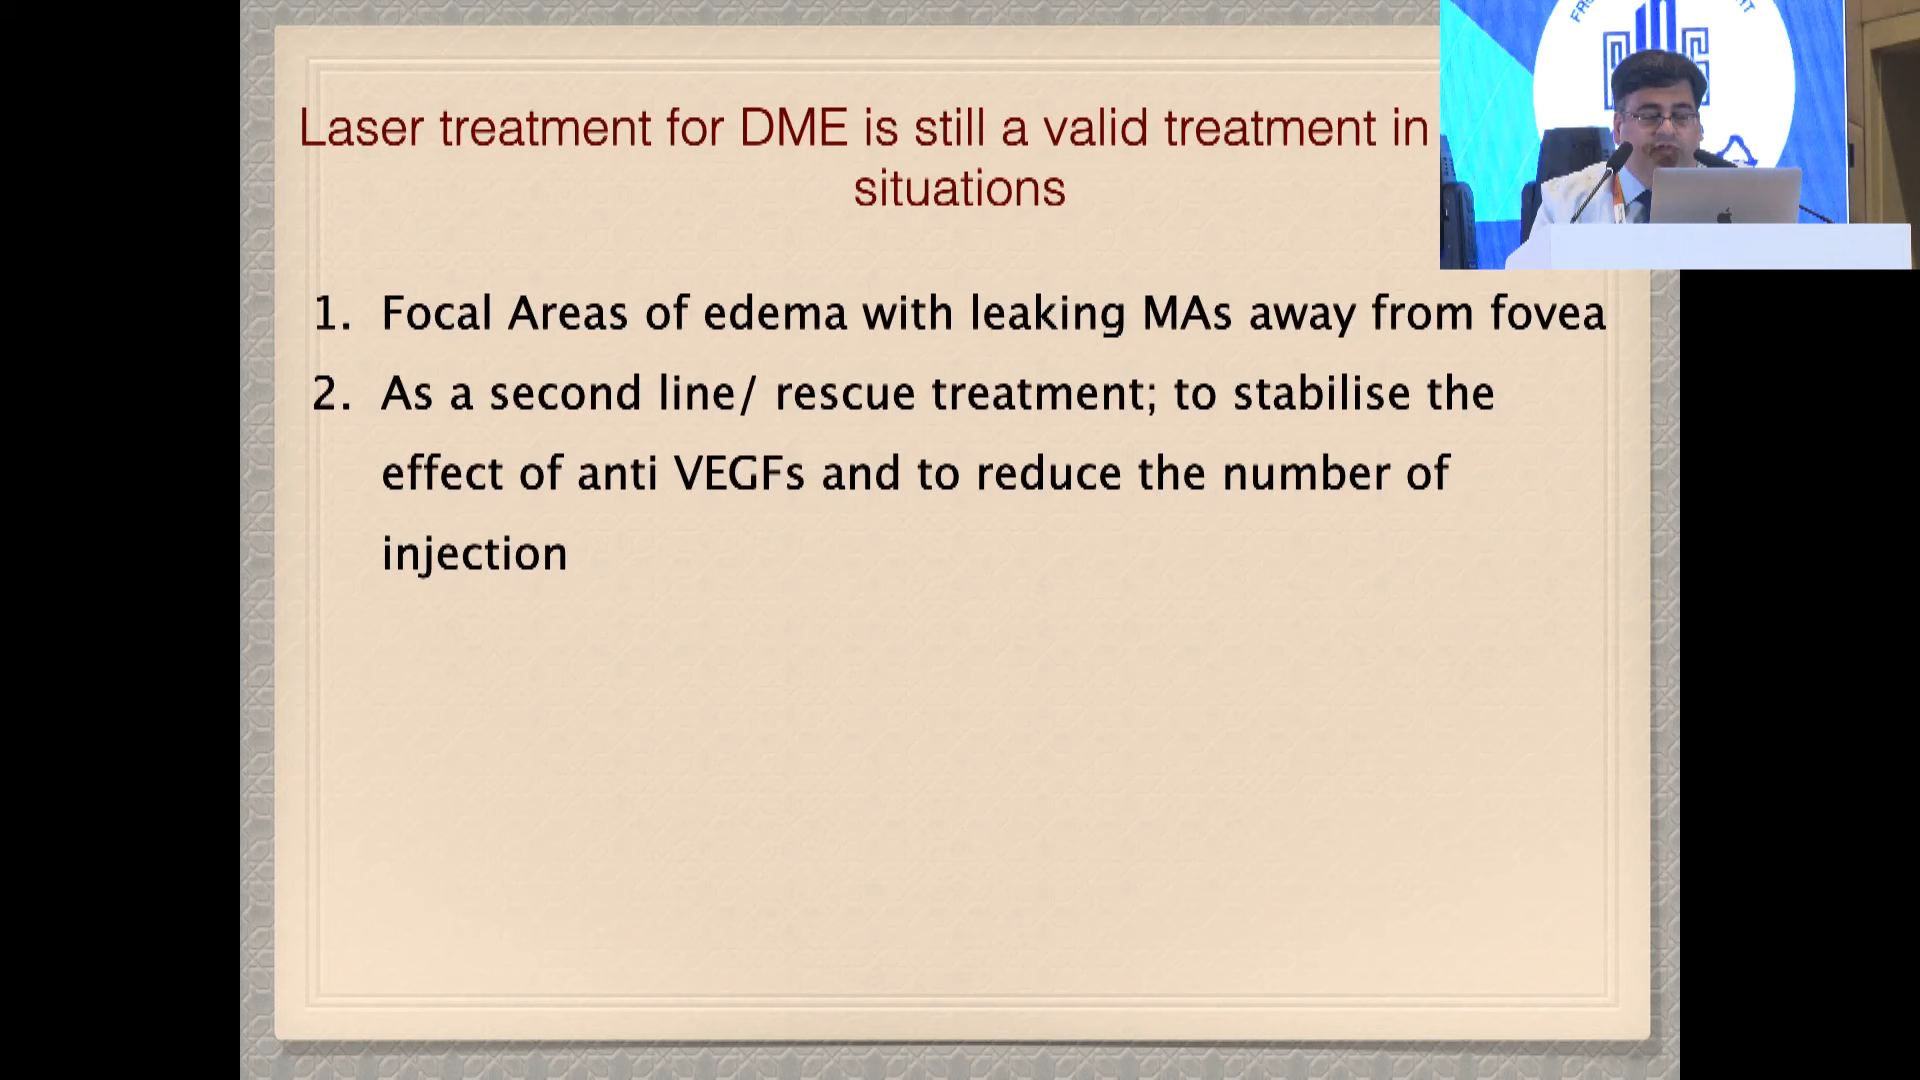 Laser treatment for DME is still a valid treatment in
situations
1. Focal Areas of edema with leaking MAs away from fovea
2. As a second line/ rescue treatment; to stabilise the
effect of anti VEGFs and to reduce the number of
injection